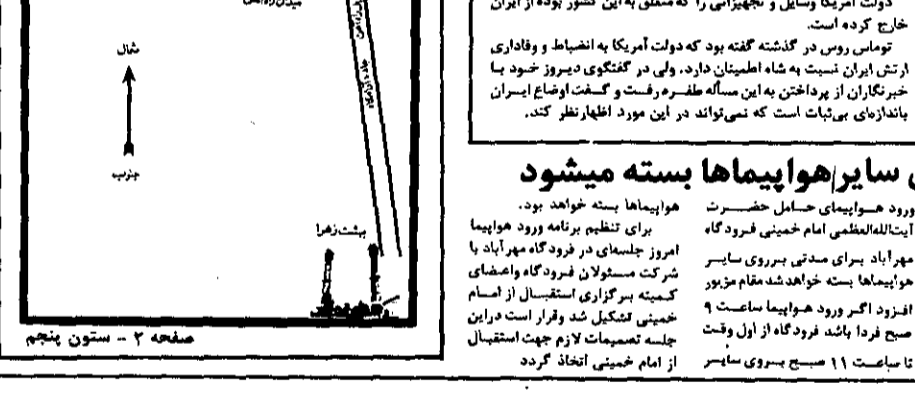 دولت آمریکا وسایل و تجهیزاتی را که متعلق به این کشور بوده از ایران
خارج کرده است.
توماس روس در گذشته گفته بود که دولت آمریکا به انضباط و وفاداری
ارتش ایران نسبت به شاه اطمینان دارد. ولی در گفتگوی دیروز خود با
خبرنگاران از پرداختن به این مسأله طفره رفت و گفت اوضاع ایران
باندازه‌ای بی‌ثبات است که نمی‌تواند در این مورد اظهارنظر کند.
سایر هواپیماها بسته میشود
ورود هواپیمای حامل حضرت
آیت‌الله‌العظمی امام خمینی فرودگاه
مهرآباد برای مدتی برروی سایر
هواپیماها بسته خواهدشد مقام مزبور
افزود اگر ورود هواپیما ساعت ۹
صبح فردا باشد فرودگاه از اول وقت
تا ساعت ۱۱ صبح بروی سایر
هواپیماها بسته خواهد بود.
برای تنظیم برنامه ورود هواپیما
امروز جلسه‌ای در فرودگاه مهرآباد با
شرکت مسئولان فرودگاه واعضای
کمیته برگزاری استقبال از امام
خمینی تشکیل شد وقرار است دراین
جلسه تصمیمات لازم جهت استقبال
از امام خمینی اتخاذ گردد
میدان راه‌آهن
شمال
جنوب
جاده آرامگاه
بهشت زهرا
صفحه ۲ – ستون پنجم